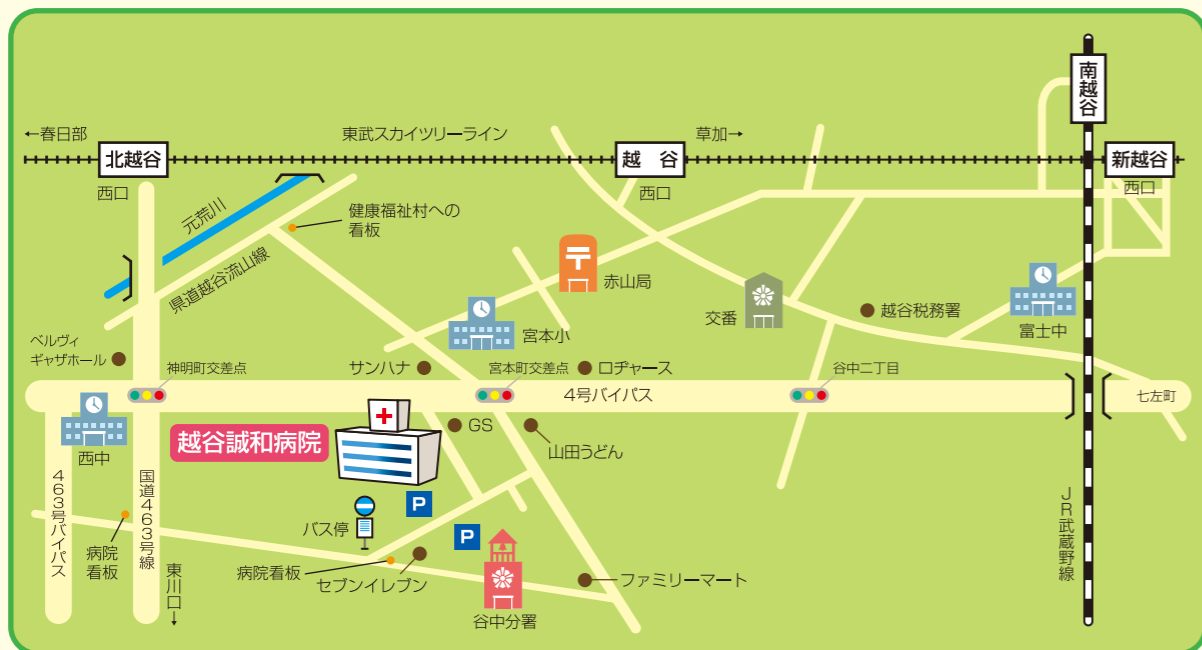 南越谷
←春日部
東武スカイツリーライン
草加→
北越谷
越 谷
新越谷
西口
西口
西口
元荒川
健康福祉村への
看板
県道越谷流山線
赤山局
交番
越谷税務署
富士中
宮本小
ベルヴィ
ギャザホール
神明町交差点
サンハナ
宮本町交差点
ロヂャース
谷中二丁目
4号バイパス
七左町
西中
越谷誠和病院
GS
山田うどん
463号バイパス
国道463号線
P
バス停
P
JR武蔵野線
病院
看板
東川口→
病院看板
セブンイレブン
ファミリーマート
谷中分署